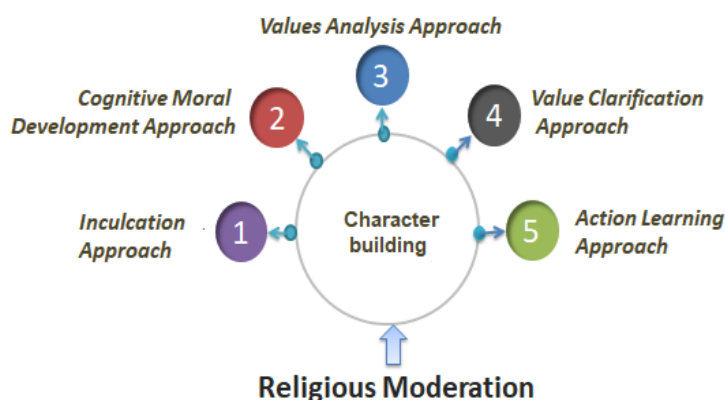 Values Analysis Approach
3
Cognitive Moral
Development Approach
2
4
Value Clarification
Approach
Inculcation
Approach
1
Character
building
5
Action Learning
Approach
Religious Moderation